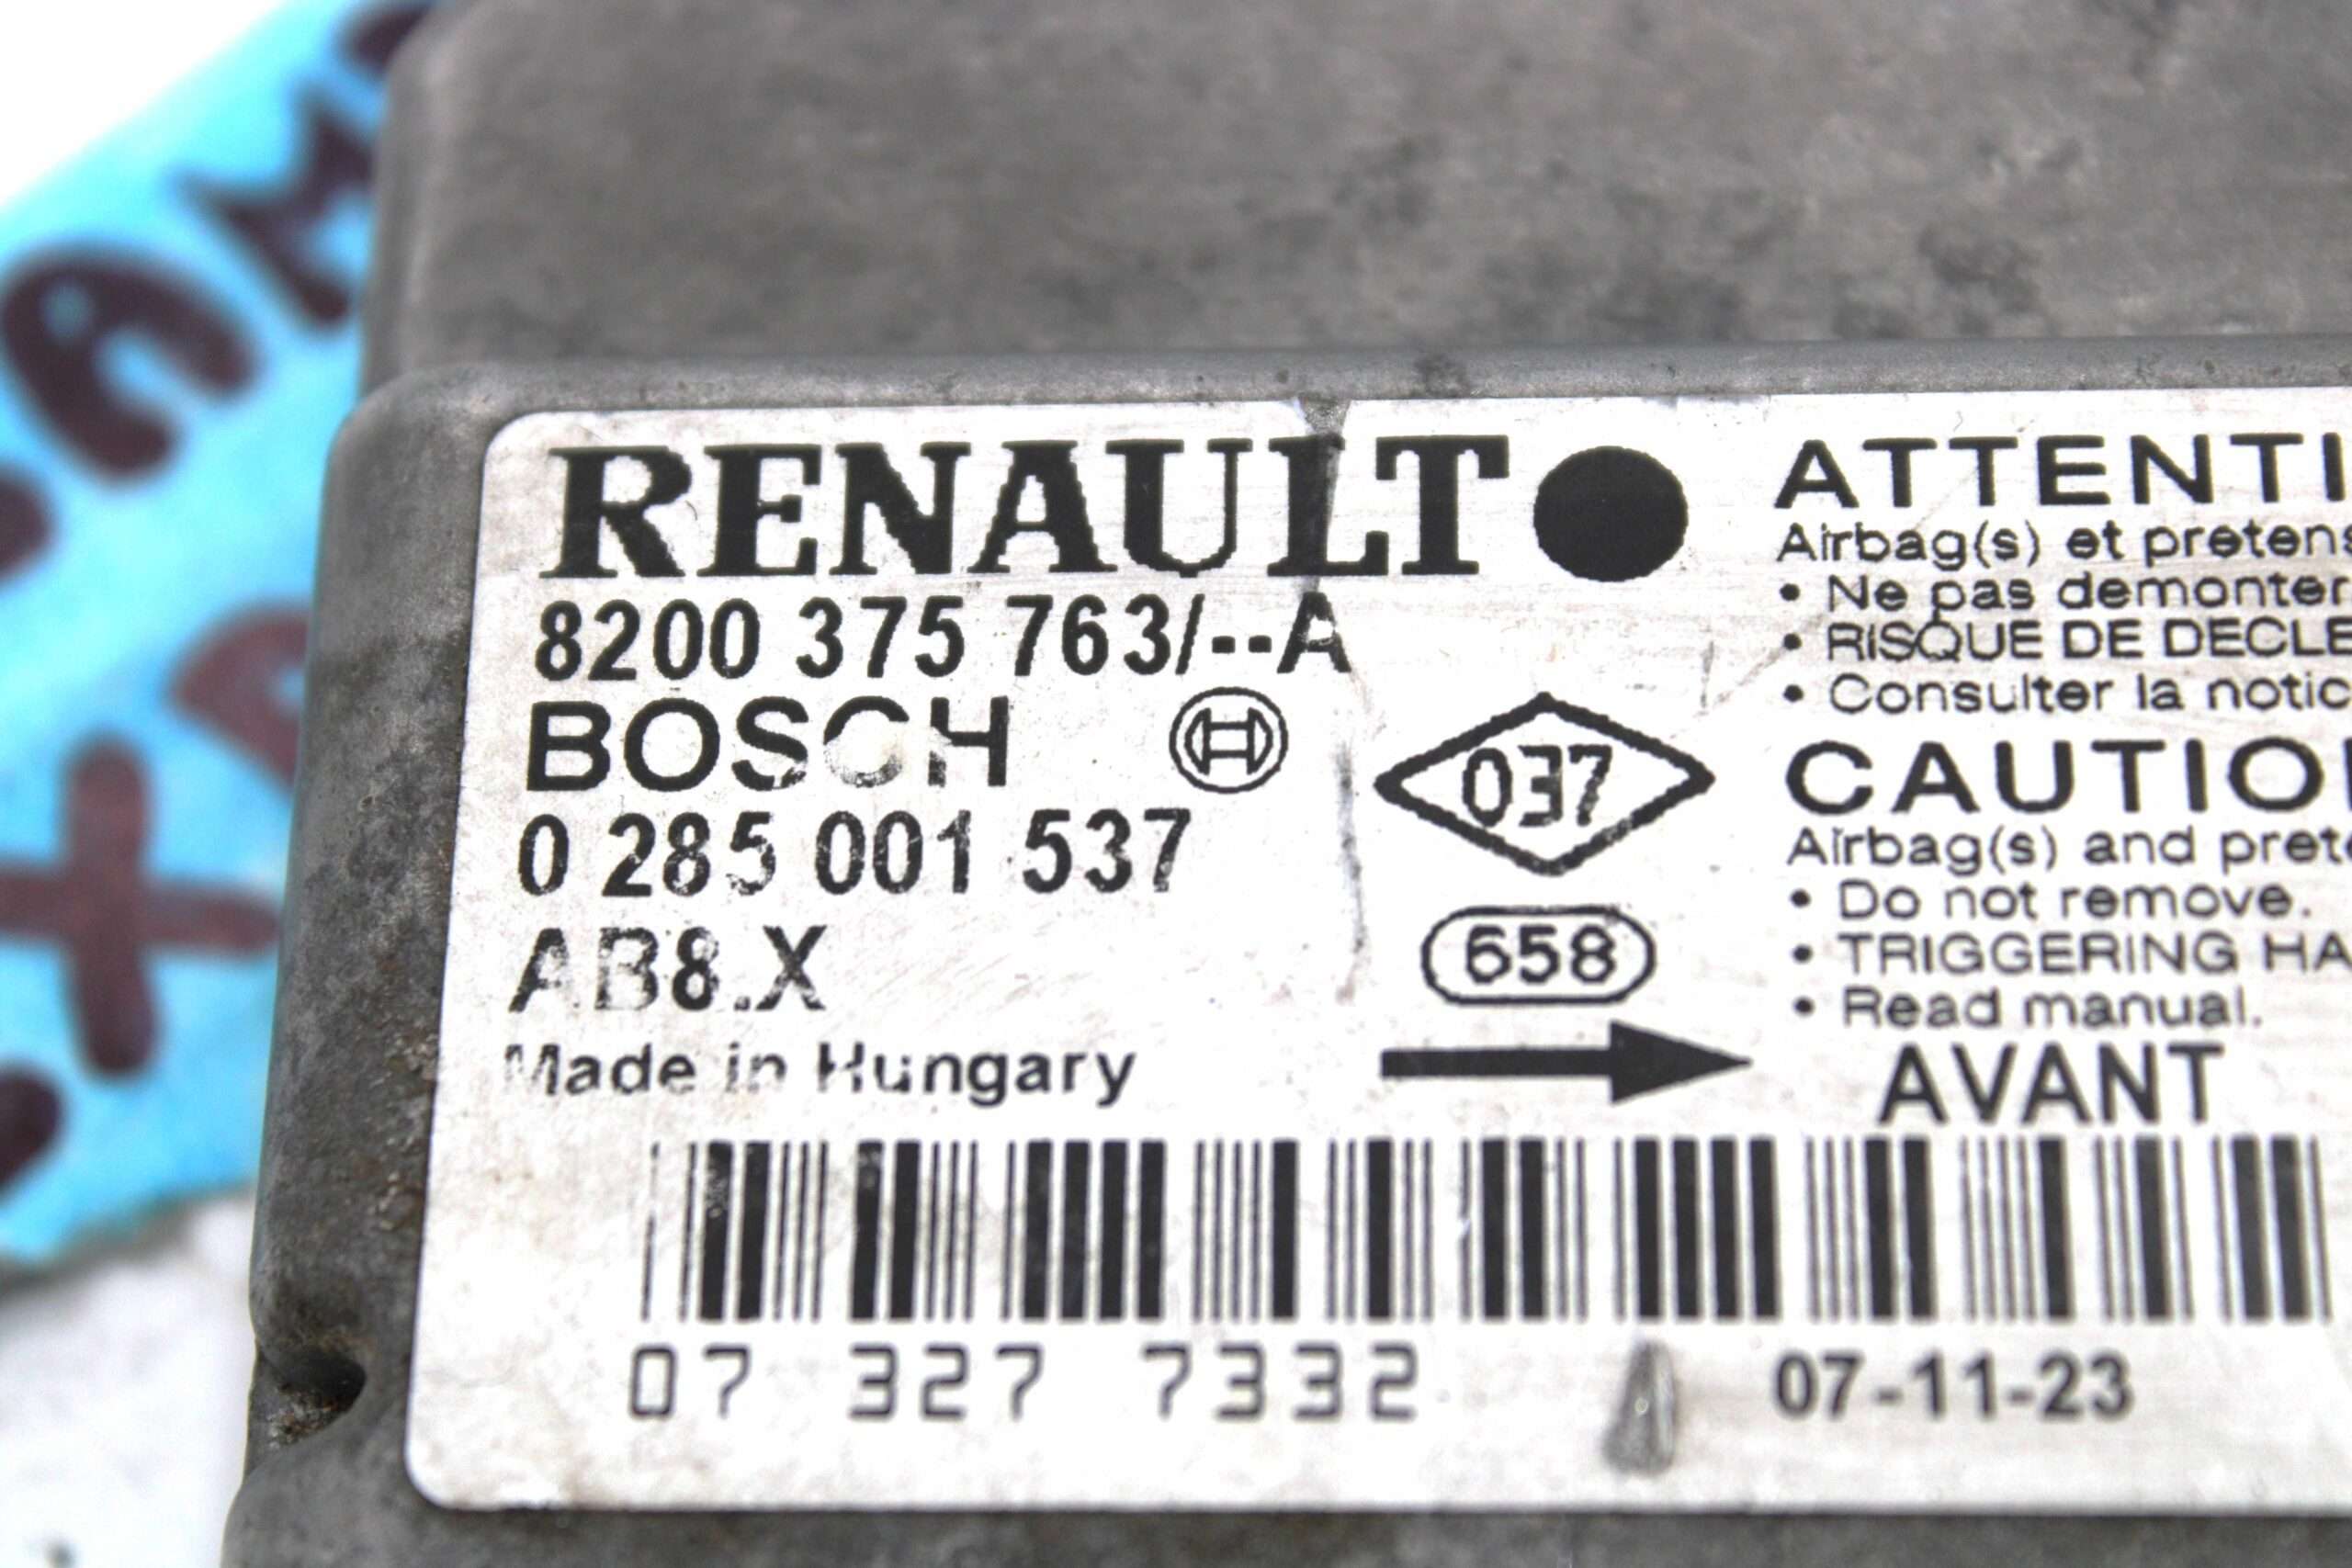 RENAULT
8200 375 763/--A
BOSCH
0 285 001 537
AB8.X
Made in Hungary
037
658
ATTENTI
Airbag(s) et pretens
• Ne pas demonter
• RISQUE DE DECLE
• Consulter la notic
CAUTIO
Airbag(s) and prete
• Do not remove.
• TRIGGERING HA
• Read manual.
AVANT
07 327 7332
07-11-23